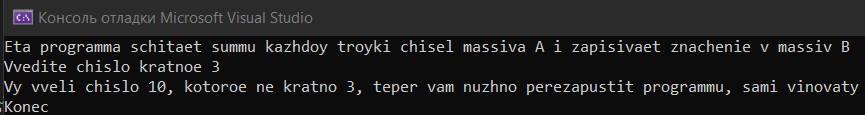 Консоль отладки Microsoft Visual Studio
Eta programma schitaet summu kazhdoy troyki chisel massiva A i zapisivaet znachenie v massiv B
Vvedite chislo kratnoe 3
Vy vveli chislo 10, kotoroe ne kratno 3, teper vam nuzhno perezapustit programmu, sami vinovaty
Konec